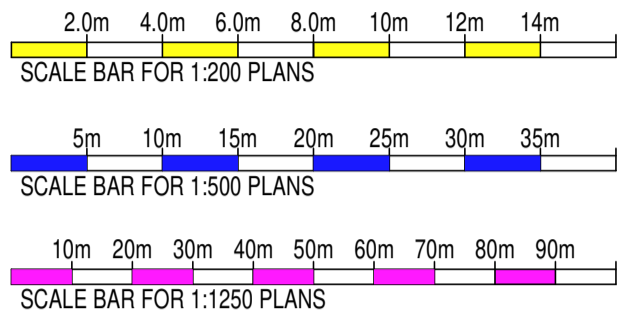 2.0m 4.0m 6.0m 8.0m 10m 12m 14m
SCALE BAR FOR 1:200 PLANS
5m 10m 15m 20m 25m 30m 35m
SCALE BAR FOR 1:500 PLANS
10m 20m 30m 40m 50m 60m 70m 80m 90m
SCALE BAR FOR 1:1250 PLANS